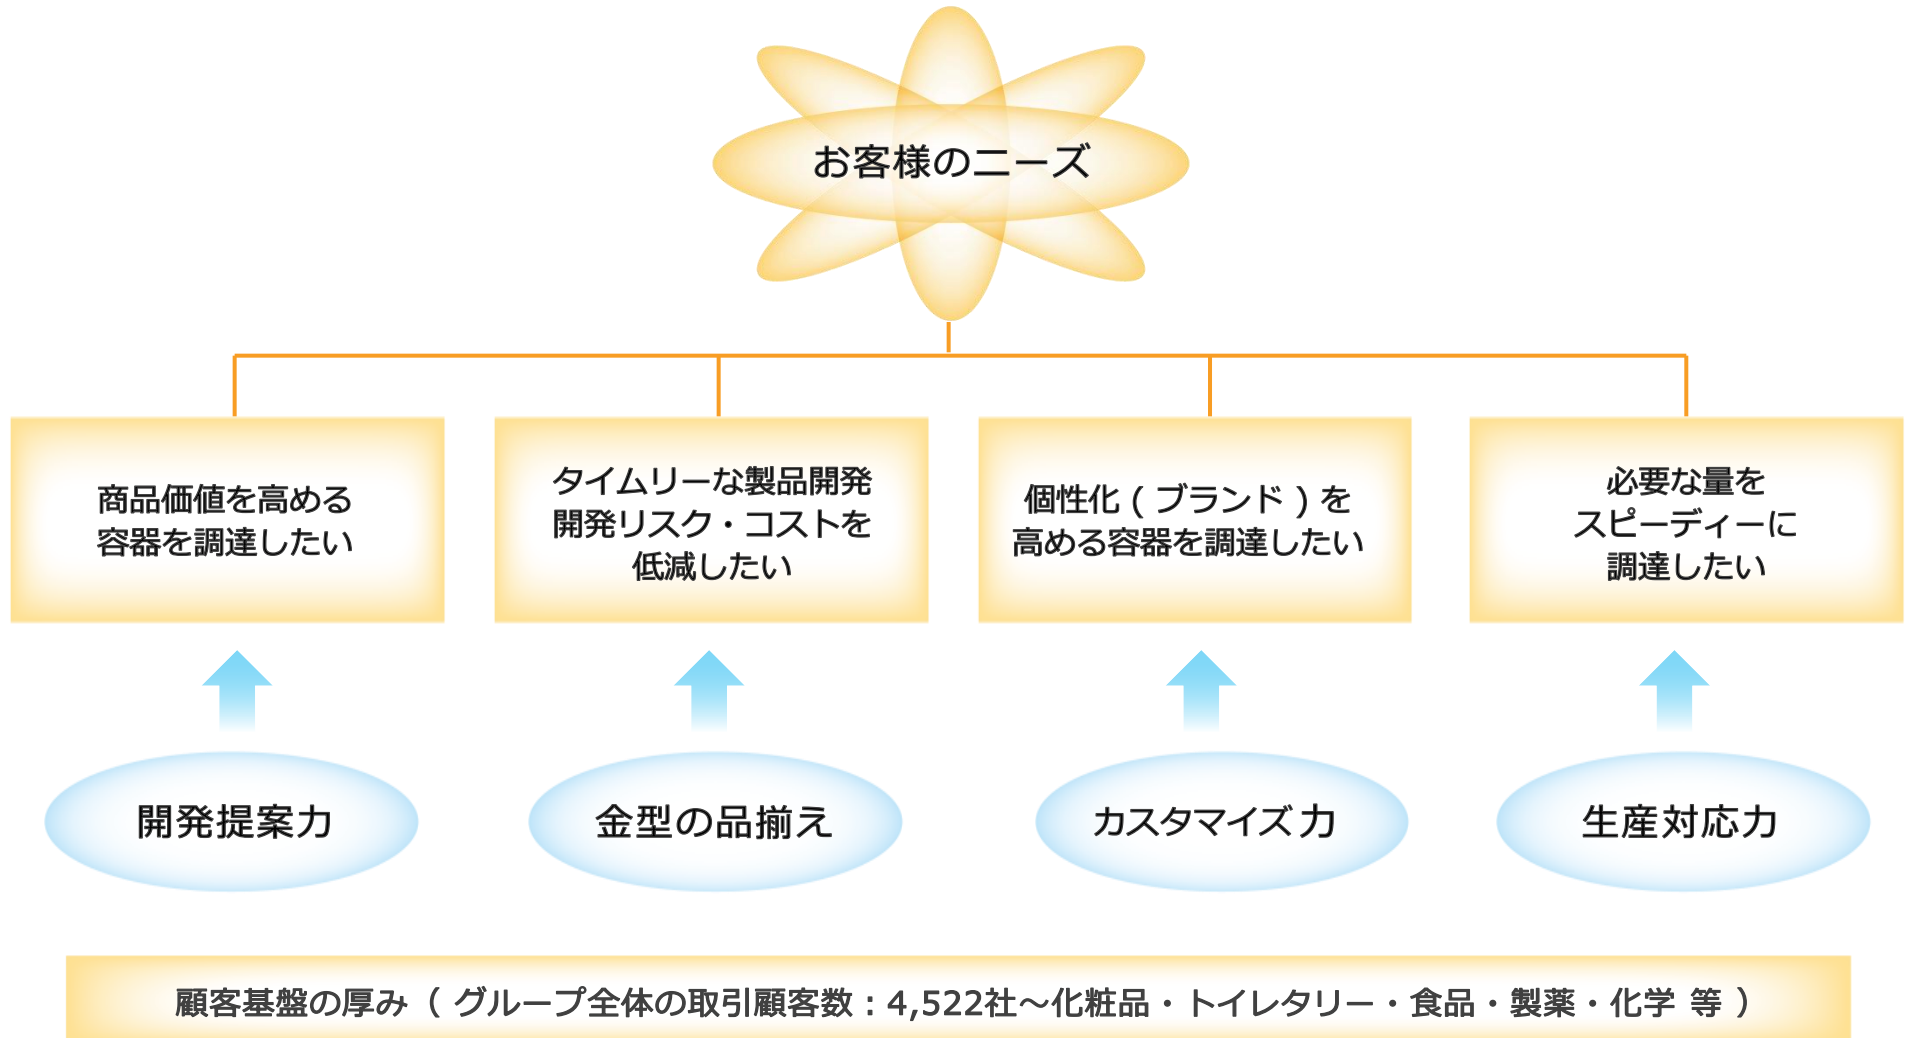 お客様のニーズ
商品価値を高める
容器を調達したい
タイムリーな製品開発
開発リスク・コストを
低減したい
個性化 ( ブランド ) を
高める容器を調達したい
必要な量を
スピーディーに
調達したい
開発提案力
金型の品揃え
カスタマイズ力
生産対応力
顧客基盤の厚み（ グループ全体の取引顧客数：4,522社～化粧品・トイレタリー・食品・製薬・化学 等 ）